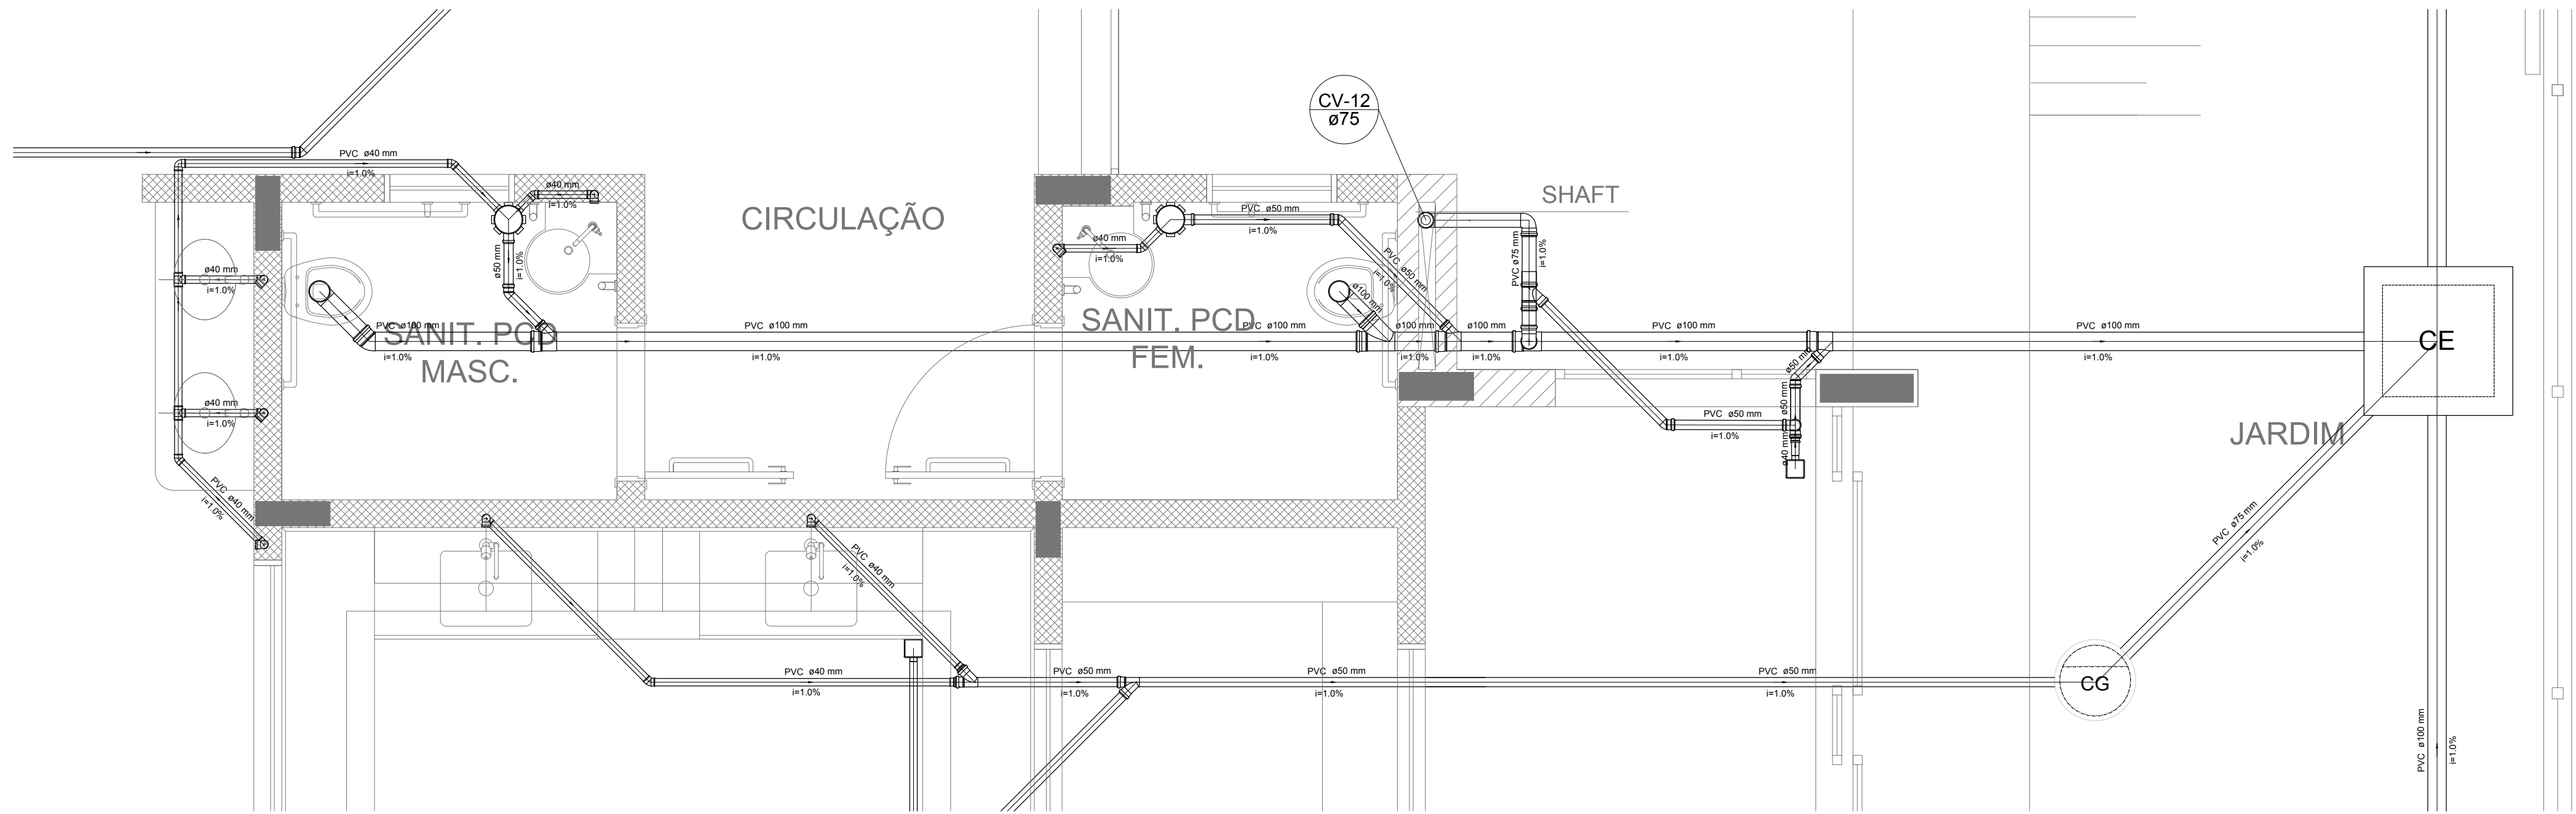 CV-12
ø75
PVC ø40 mm
i=1.0%
ø40 mm
i=1.0%
CIRCULAÇÃO
SHAFT
PVC ø50 mm
i=1.0%
ø40 mm
i=1.0%
ø50 mm
i=1.0%
PVC ø75 mm
i=1.0%
PVC ø50 mm
i=1.0%
ø40 mm
i=1.0%
ø100 mm
PVC ø100 mm
i=1.0%
SANIT. PCD
MASC.
PVC ø100 mm
i=1.0%
SANIT. PCD
FEM.
PVC ø100 mm
i=1.0%
ø100 mm
i=1.0%
ø100 mm
i=1.0%
PVC ø100 mm
i=1.0%
PVC ø100 mm
i=1.0%
CE
ø50 mm
ø40 mm
i=1.0%
PVC ø50 mm
i=1.0%
ø50 mm
ø40 mm
JARDIM
PVC ø40 mm
i=1.0%
PVC ø40 mm
i=1.0%
PVC ø75 mm
i=1.0%
PVC ø40 mm
i=1.0%
PVC ø50 mm
i=1.0%
PVC ø50 mm
i=1.0%
PVC ø50 mm
i=1.0%
CG
PVC ø100 mm
i=1.0%